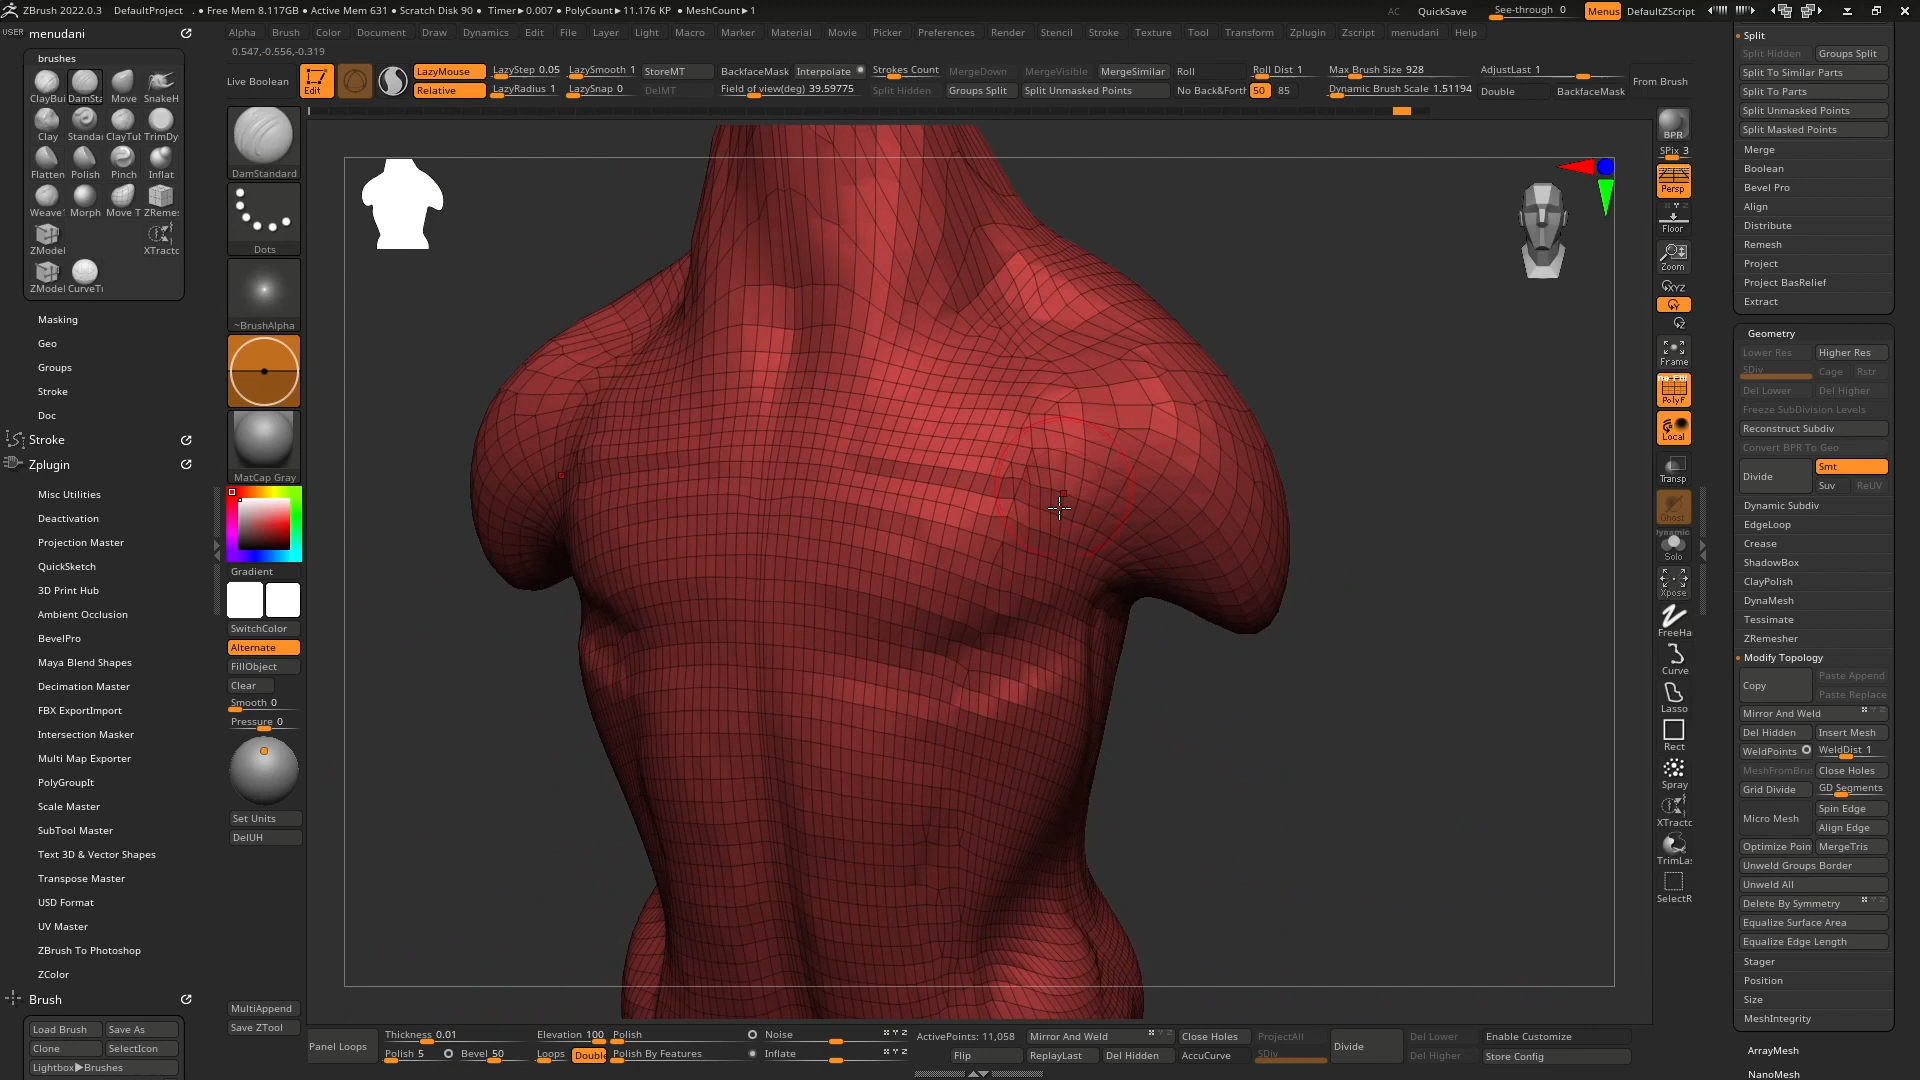 ZBrush 2022.0.3 DefaultProject . • Free Mem 8.117GB • Active Mem 631 • Scratch Disk 90 • Timer▸0.007 • PolyCount▸11.176 KP • MeshCount▸1 AC QuickSave See-through 0 Menus DefaultZScript
USER menudani
Alpha Brush Color Document Draw Dynamics Edit File Layer Light Macro Marker Material Movie Picker Preferences Render Stencil Stroke Texture Tool Transform Zplugin Zscript menudani Help
0.547,-0.556,-0.319
Live Boolean Edit LazyMouse LazyStep 0.05 LazySmooth 1 StoreMT BackfaceMask Interpolate Strokes Count MergeDown MergeVisible MergeSimilar Roll Roll Dist 1 Max Brush Size 928 AdjustLast 1 From Brush
Relative LazyRadius 1 LazySnap 0 DelMT Field of view(deg) 39.59775 Split Hidden Groups Split Split Unmasked Points No Back&Forth 50 85 Dynamic Brush Scale 1.51194 Double BackfaceMask
brushes
ClayBui DamSta Move SnakeH
Clay Standa ClayTu TrimDy
Flatten Polish Pinch Inflat
Weave Morph Move T ZReme
ZModel XTracto
ZModel CurveTu
Masking
Geo
Groups
Stroke
Doc
Stroke
Zplugin
Misc Utilities
Deactivation
Projection Master
QuickSketch
3D Print Hub
Ambient Occlusion
BevelPro
Maya Blend Shapes
Decimation Master
FBX ExportImport
Intersection Masker
Multi Map Exporter
PolyGroupIt
Scale Master
SubTool Master
Text 3D & Vector Shapes
Transpose Master
USD Format
UV Master
ZBrush To Photoshop
ZColor
Brush
Load Brush Save As
Clone SelectIcon
Lightbox▸Brushes
DamStandard
Dots
~BrushAlpha
MatCap Gray
Gradient
SwitchColor
Alternate
FillObject
Clear
Smooth 0
Pressure 0
Set Units
DelUH
MultiAppend
Save ZTool
BPR
SPix 3
Persp
Floor
Zoom
XYZ
Y
Z
Frame
PolyF
Local
Transp
Ghost
Dynamic
Solo
Xpose
FreeHa
Curve
Lasso
Rect
Spray
XTracto
TrimLas
SelectR
Split
Split Hidden Groups Split
Split To Similar Parts
Split To Parts
Split Unmasked Points
Split Masked Points
Merge
Boolean
Bevel Pro
Align
Distribute
Remesh
Project
Project BasRelief
Extract
Geometry
Lower Res Higher Res
SDiv Cage Rstr
Del Lower Del Higher
Freeze SubDivision Levels
Reconstruct Subdiv
Convert BPR To Geo
Divide Smt
Suv ReUV
Dynamic Subdiv
EdgeLoop
Crease
ShadowBox
ClayPolish
DynaMesh
Tessimate
ZRemesher
Modify Topology
Copy Paste Append
Paste Replace
Mirror And Weld
Del Hidden Insert Mesh
WeldPoints WeldDist 1
MeshFromBru Close Holes
Grid Divide GD Segments
Micro Mesh Spin Edge
Align Edge
Optimize Poin MergeTris
Unweld Groups Border
Unweld All
Delete By Symmetry
Equalize Surface Area
Equalize Edge Length
Stager
Position
Size
MeshIntegrity
ArrayMesh
NanoMesh
Panel Loops Thickness 0.01 Elevation 100 Polish Noise ActivePoints: 11,058 Mirror And Weld Close Holes ProjectAll Divide Del Lower Enable Customize
Polish 5 Bevel 50 Loops Double Polish By Features Inflate Flip ReplayLast Del Hidden AccuCurve SDiv Del Higher Store Config